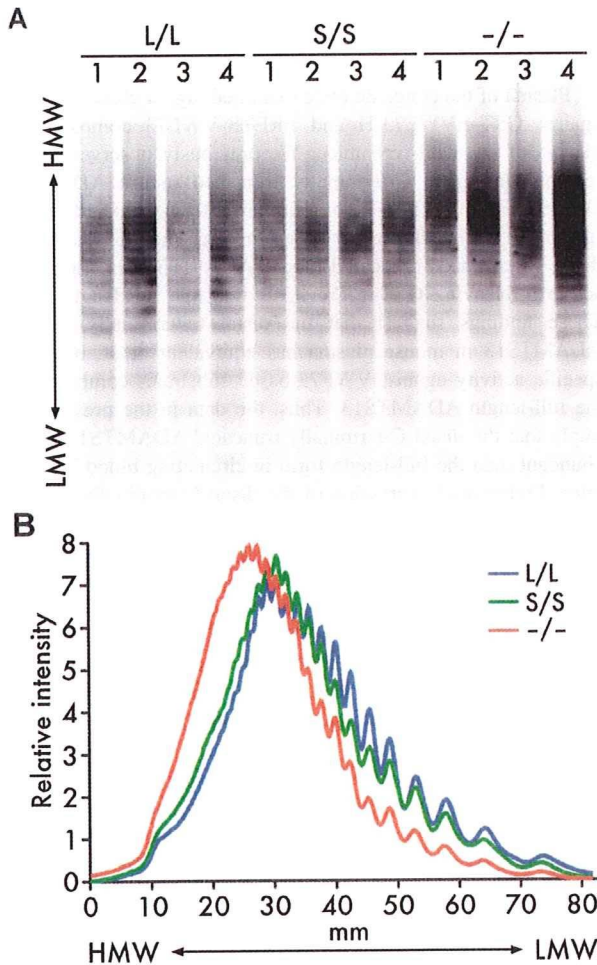 A
L/L S/S –/–
1 2 3 4 1 2 3 4 1 2 3 4
HMW
LMW
B
8
7
6
5
4
3
2
1
0
Relative intensity
L/L
S/S
–/–
0 10 20 30 40 50 60 70 80
mm
HMW LMW